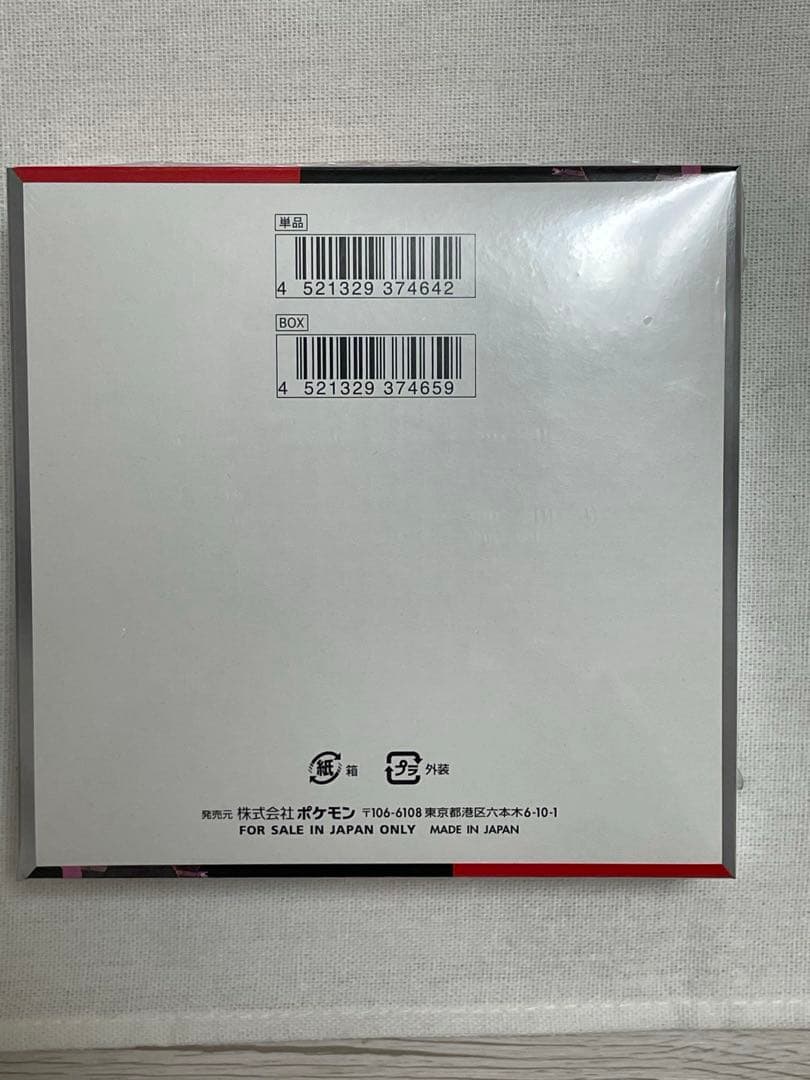 単品
4 521329 374642
BOX
4 521329 374659
紙 箱 プラ 外装
発売元 株式会社 ポケモン 〒106-6108 東京都港区六本木6-10-1
FOR SALE IN JAPAN ONLY MADE IN JAPAN